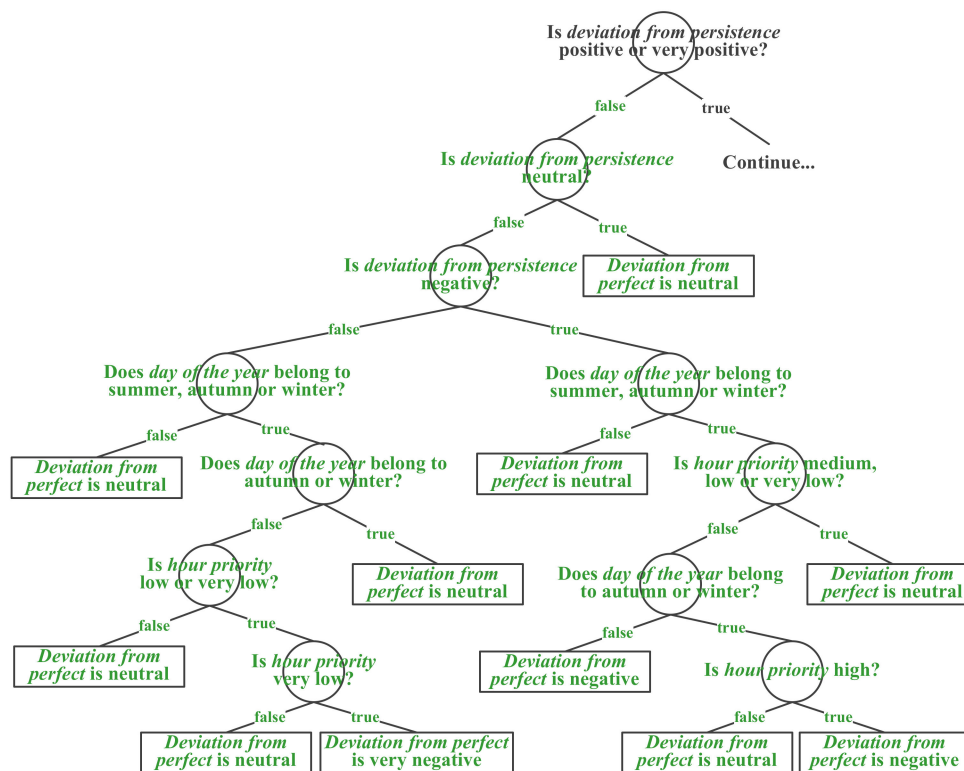 Is deviation from persistence
positive or very positive?
false
true
Is deviation from persistence
neutral?
Continue...
false
true
Is deviation from persistence
negative?
Deviation from
perfect is neutral
false
true
Does day of the year belong to
summer, autumn or winter?
Does day of the year belong to
summer, autumn or winter?
false
true
false
true
Deviation from
perfect is neutral
Does day of the year belong to
autumn or winter?
Deviation from
perfect is neutral
Is hour priority medium,
low or very low?
false
true
false
true
Is hour priority
low or very low?
Deviation from
perfect is neutral
Does day of the year belong
to autumn or winter?
Deviation from
perfect is neutral
false
true
false
true
Deviation from
perfect is neutral
Is hour priority
very low?
Deviation from
perfect is negative
Is hour priority high?
false
true
false
true
Deviation from
perfect is neutral
Deviation from perfect
is very negative
Deviation from
perfect is neutral
Deviation from
perfect is negative